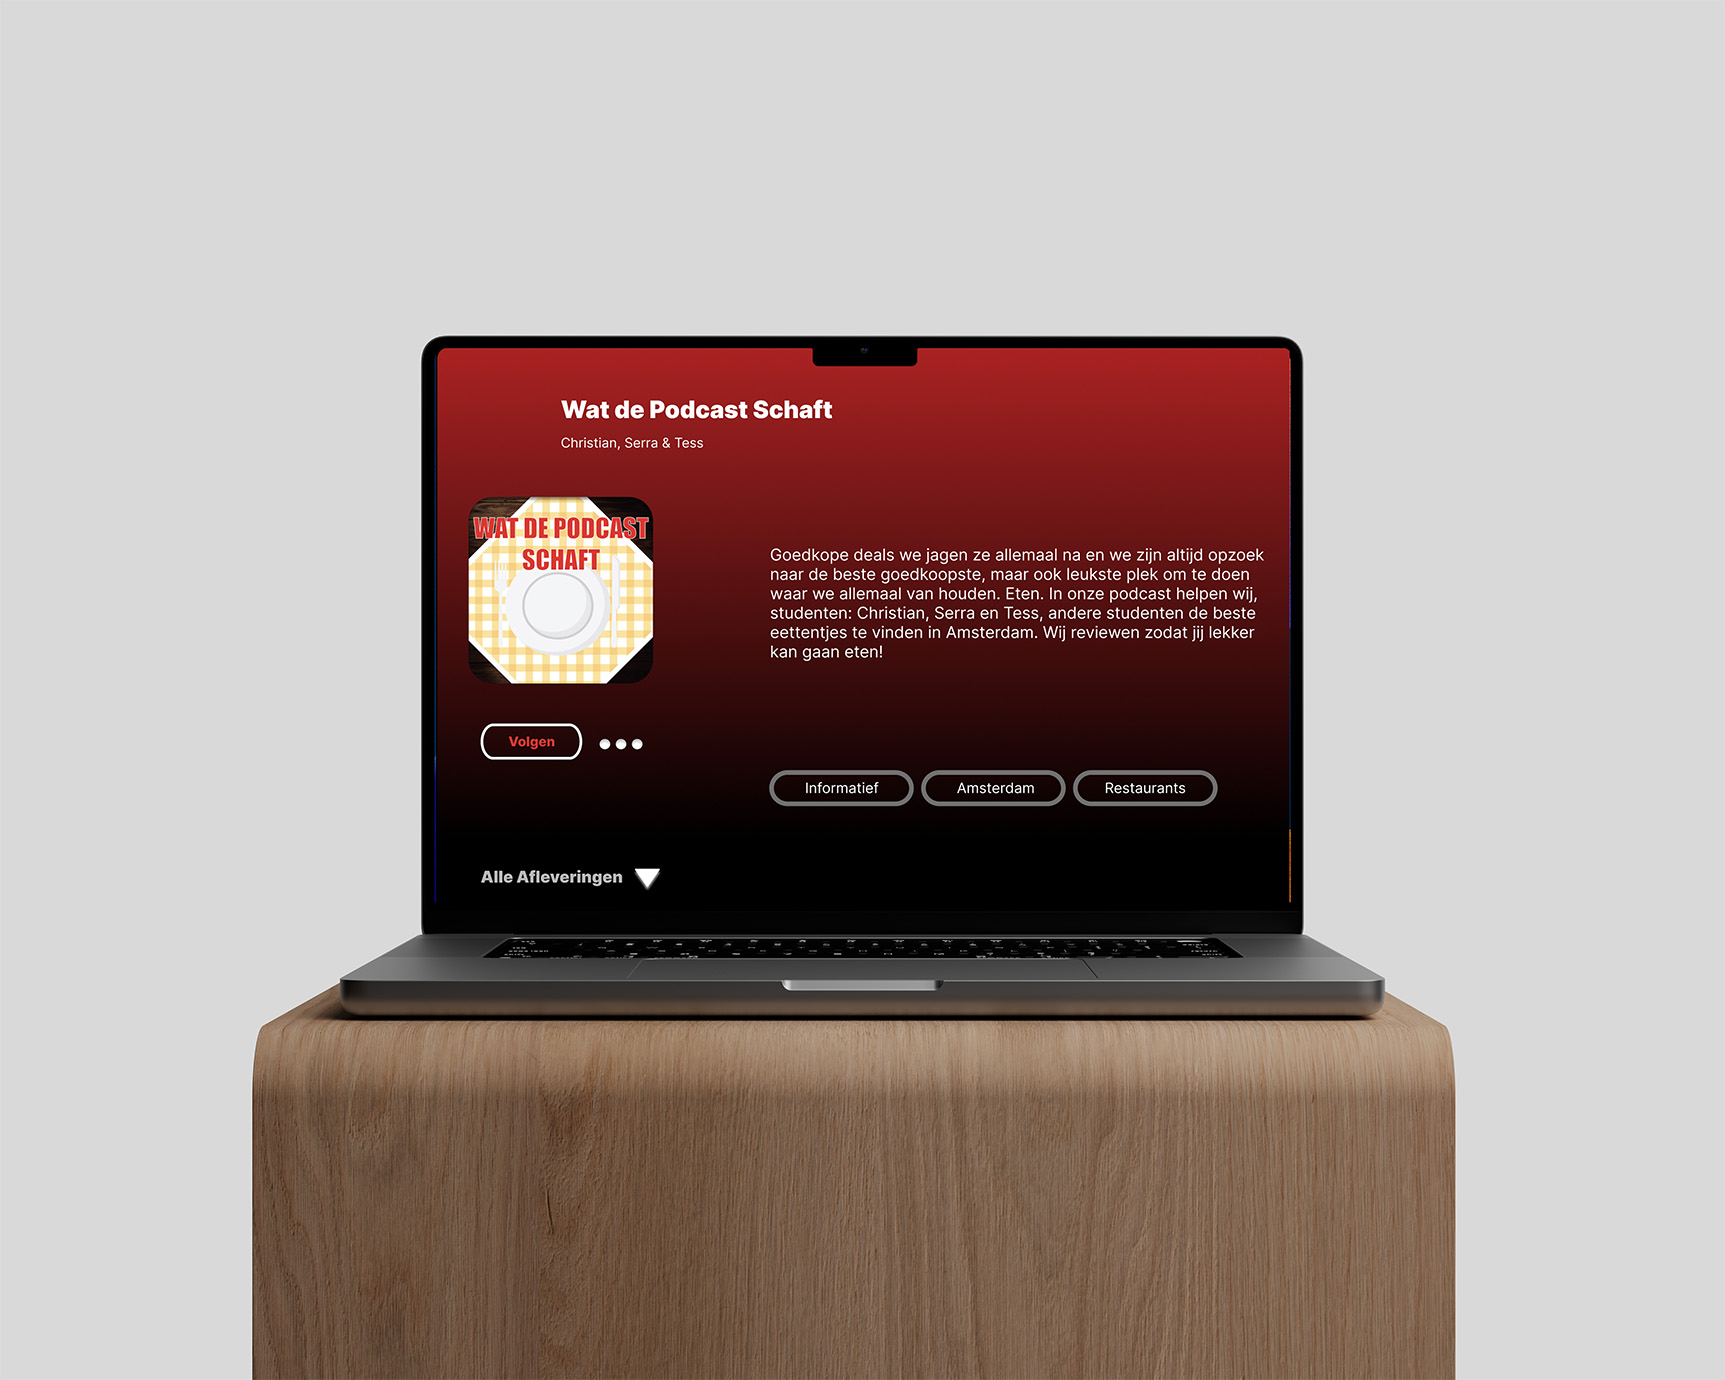 Wat de Podcast Schaft
Christian, Serra & Tess
WAT DE PODCAST
SCHAFT
Goedkope deals we jagen ze allemaal na en we zijn altijd opzoek
naar de beste goedkoopste, maar ook leukste plek om te doen
waar we allemaal van houden. Eten. In onze podcast helpen wij,
studenten: Christian, Serra en Tess, andere studenten de beste
eettentjes te vinden in Amsterdam. Wij reviewen zodat jij lekker
kan gaan eten!
Volgen
Informatief
Amsterdam
Restaurants
Alle Afleveringen